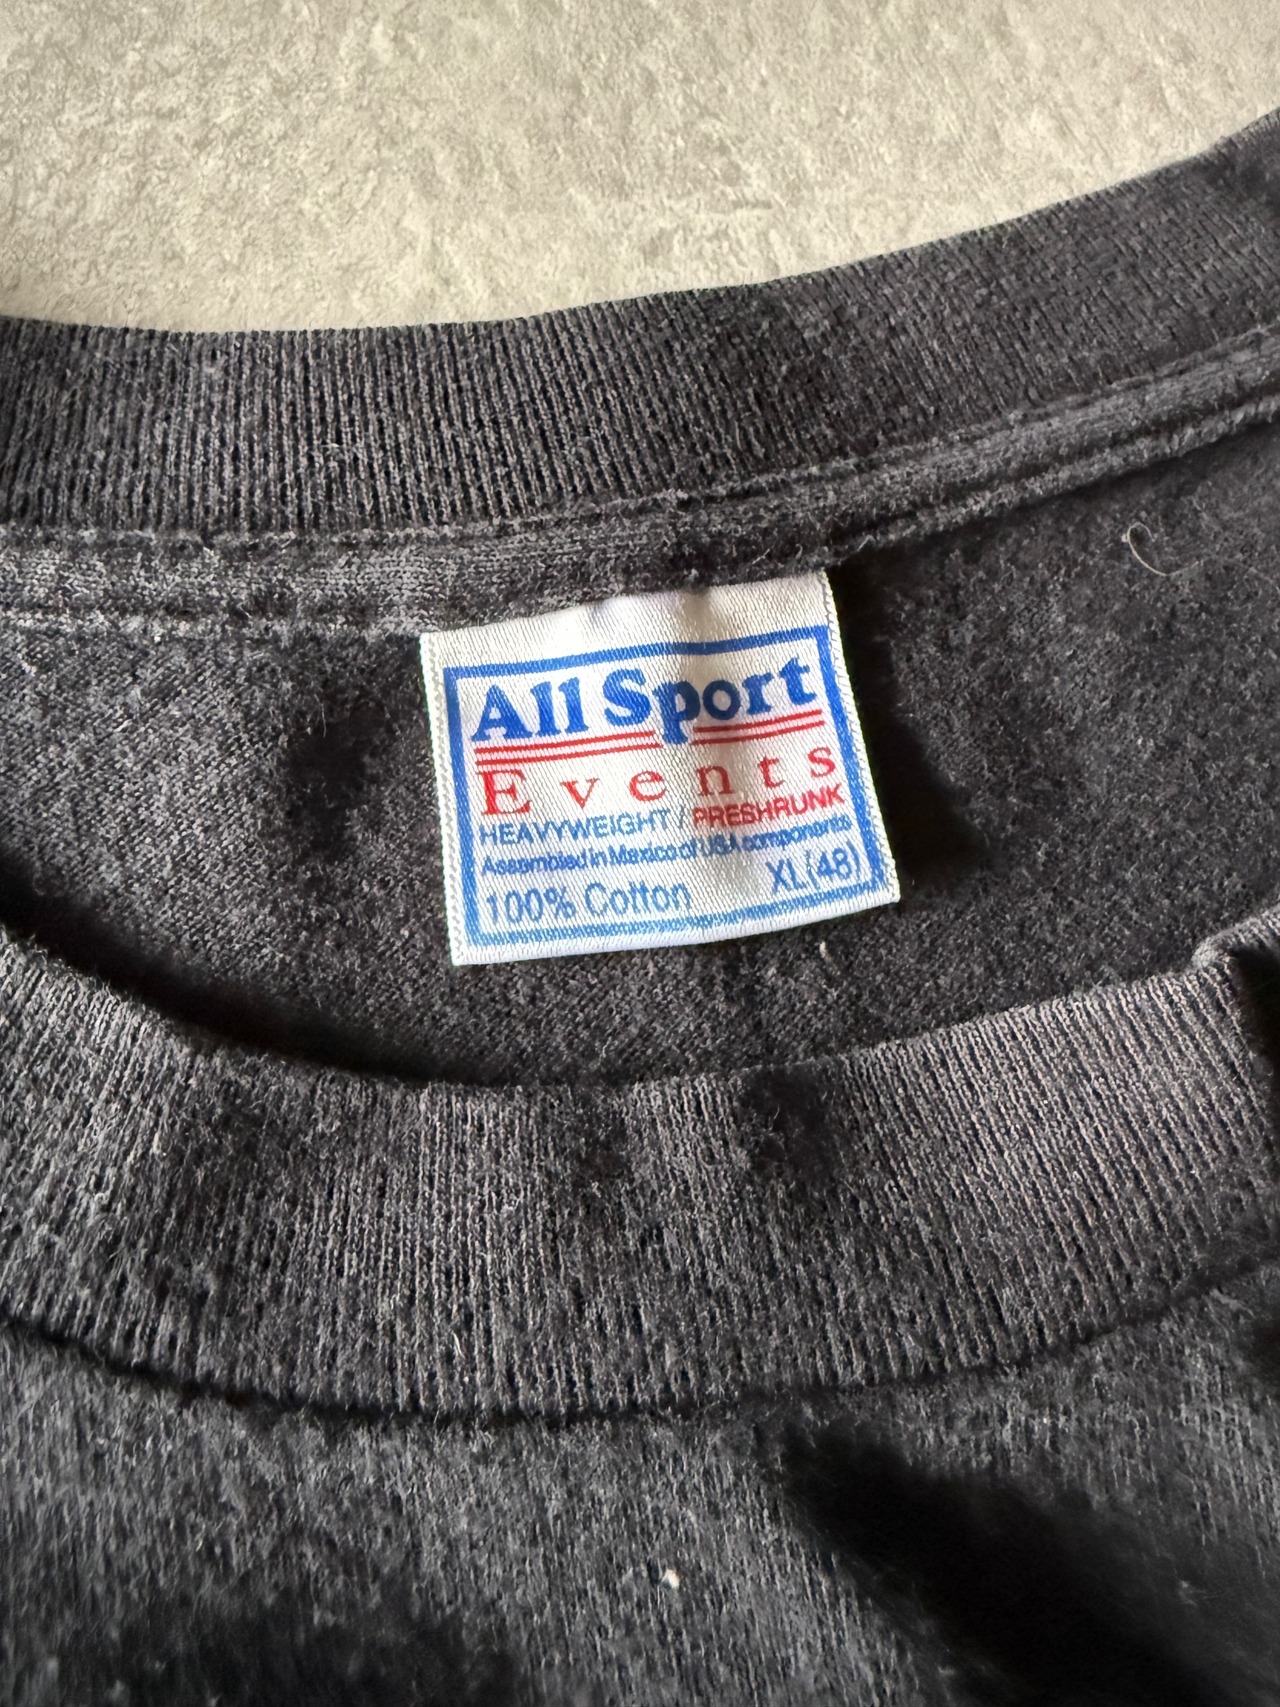 All Sport
Events
HEAVYWEIGHT / PRESHRUNK
Assembled in Mexico of USA components
100% Cotton XL(48)